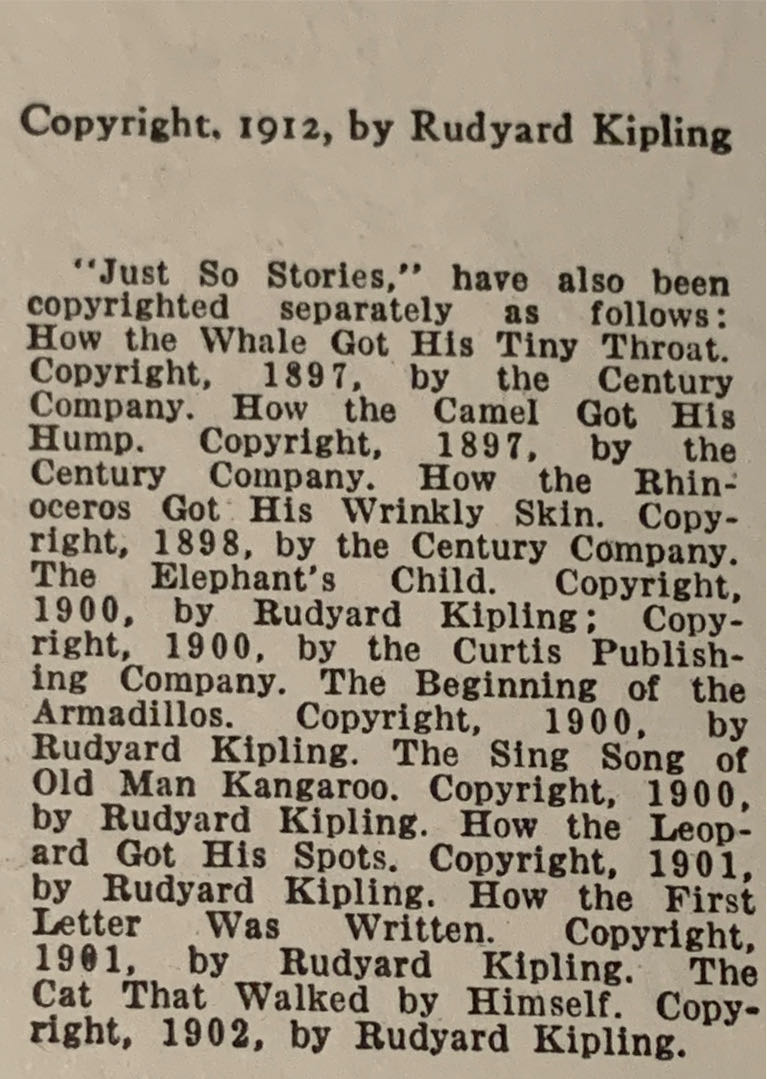 Copyright. 1912, by Rudyard Kipling
"Just So Stories," have also been
copyrighted separately as follows:
How the Whale Got His Tiny Throat.
Copyright, 1897, by the Century
Company. How the Camel Got His
Hump. Copyright, 1897, by the
Century Company. How the Rhin-
oceros Got His Wrinkly Skin. Copy-
right, 1898, by the Century Company.
The Elephant's Child. Copyright,
1900, by Rudyard Kipling; Copy-
right, 1900, by the Curtis Publish-
ing Company. The Beginning of the
Armadillos. Copyright, 1900, by
Rudyard Kipling. The Sing Song of
Old Man Kangaroo. Copyright, 1900,
by Rudyard Kipling. How the Leop-
ard Got His Spots. Copyright, 1901,
by Rudyard Kipling. How the First
Letter Was Written. Copyright,
1901, by Rudyard Kipling. The
Cat That Walked by Himself. Copy-
right, 1902, by Rudyard Kipling.